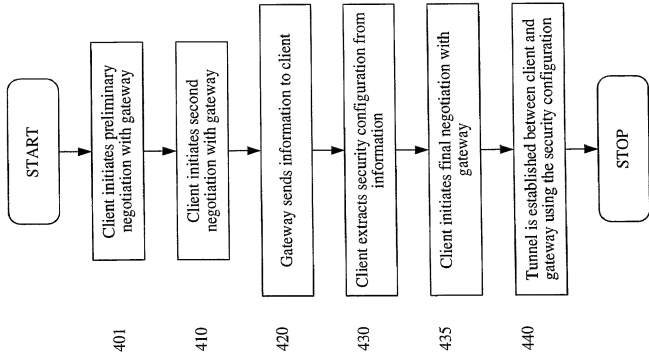 START
401
Client initiates preliminary
negotiation with gateway
410
Client initiates second
negotiation with gateway
420
Gateway sends information to client
430
Client extracts security configuration from
information
435
Client initiates final negotiation with
gateway
440
Tunnel is established between client and
gateway using the security configuration
STOP